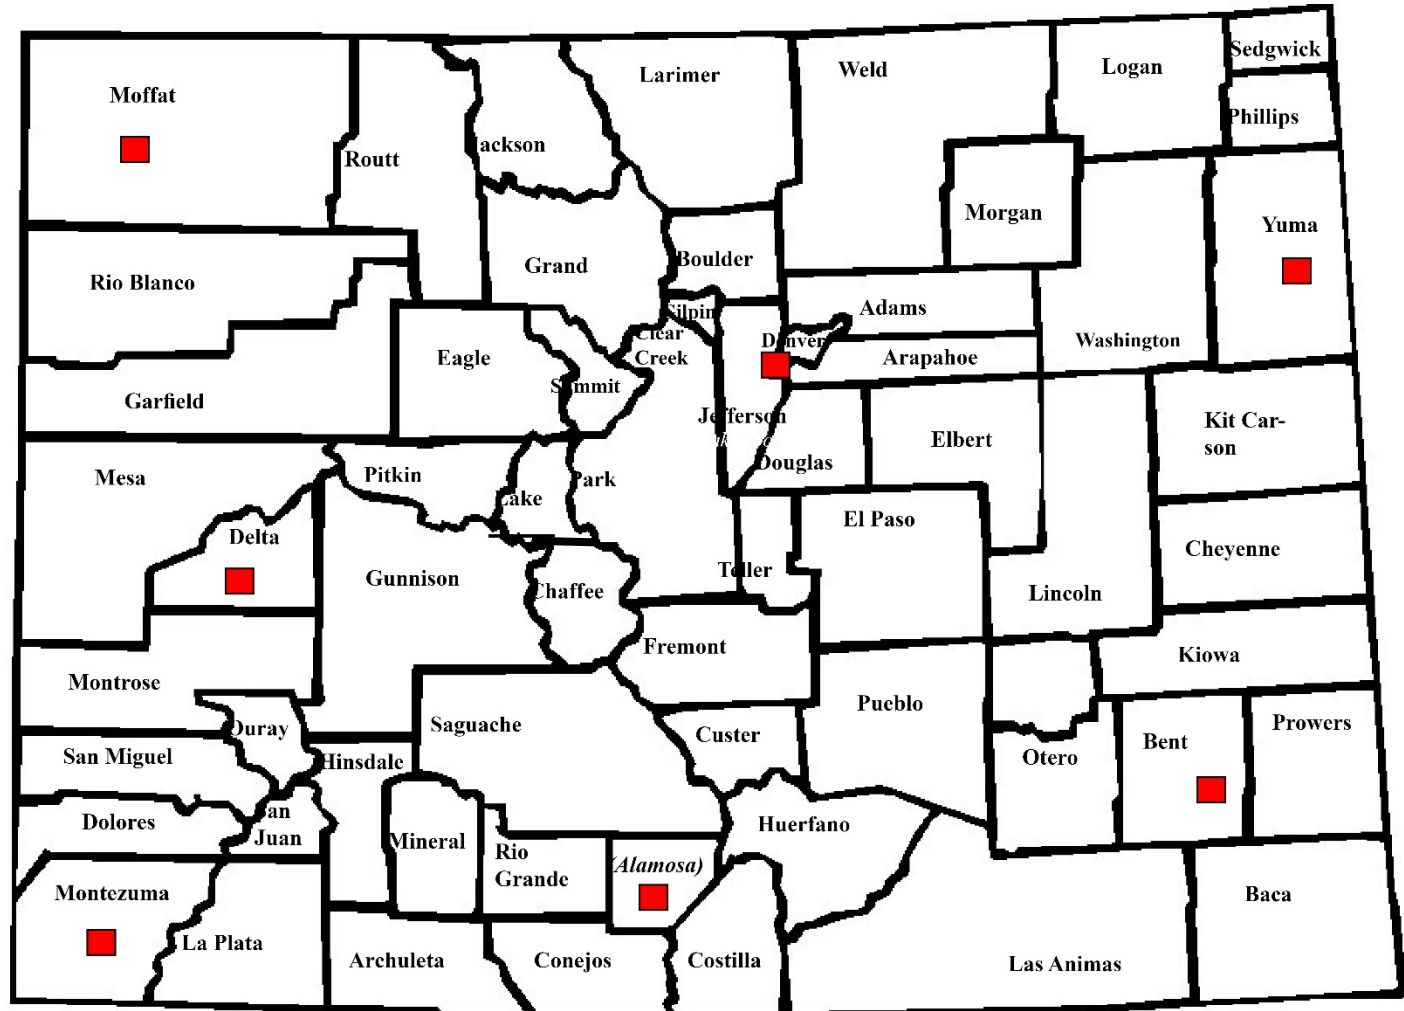 Sedgwick
Moffat
Larimer
Weld
Logan
Phillips
Routt
ackson
Morgan
Yuma
Rio Blanco
Grand
Boulder
Adams
Gilpin
Clear
Creek
Denver
Washington
Eagle
Arapahoe
Summit
Garfield
Jefferson
Kit Car-
son
Elbert
Douglas
Mesa
Pitkin
Lake
Park
El Paso
Delta
Cheyenne
Gunnison
Teller
Chaffee
Lincoln
Fremont
Kiowa
Montrose
Pueblo
Saguache
Ouray
Custer
Prowers
Bent
San Miguel
Hinsdale
Otero
Dolores
an
Juan
Mineral
Huerfano
Rio
Grande
(Alamosa)
Montezuma
Baca
La Plata
Archuleta
Conejos
Costilla
Las Animas